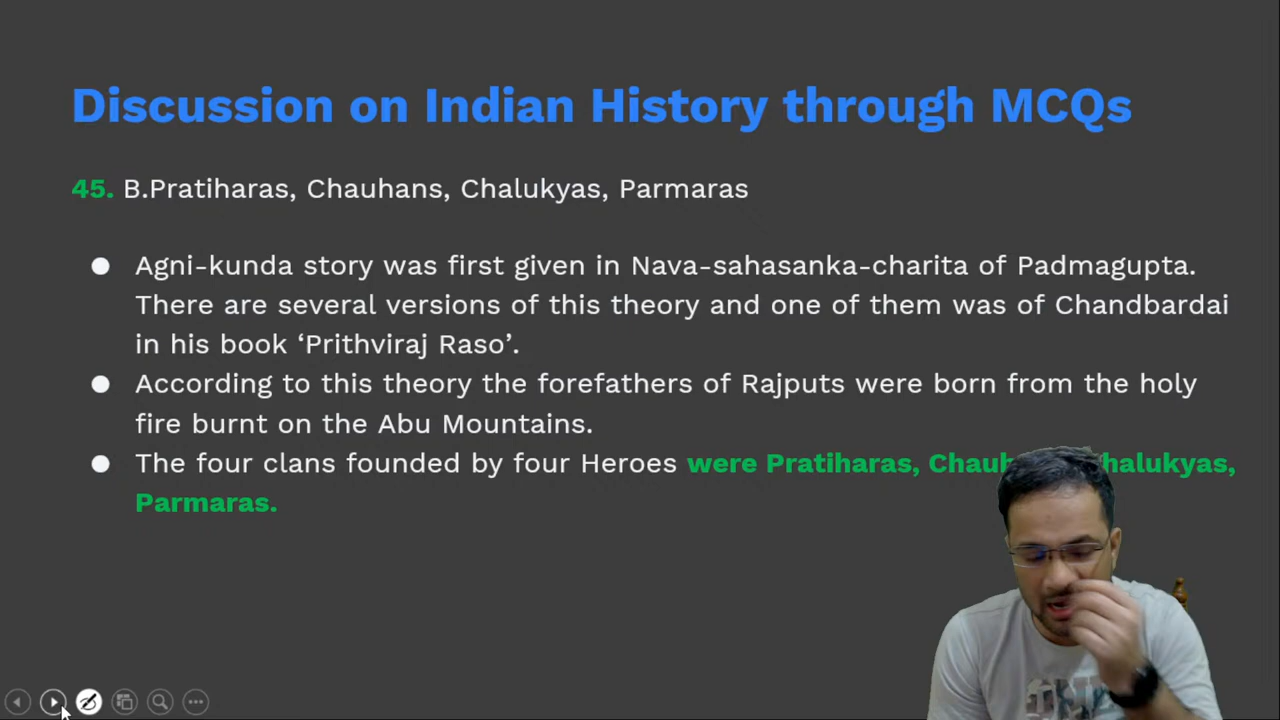 Discussion on Indian History through MCQs
45. B.Pratiharas, Chauhans, Chalukyas, Parmaras
● Agni-kunda story was first given in Nava-sahasanka-charita of Padmagupta.
There are several versions of this theory and one of them was of Chandbardai
in his book ‘Prithviraj Raso’.
● According to this theory the forefathers of Rajputs were born from the holy
fire burnt on the Abu Mountains.
● The four clans founded by four Heroes were Pratiharas,
Parmaras.